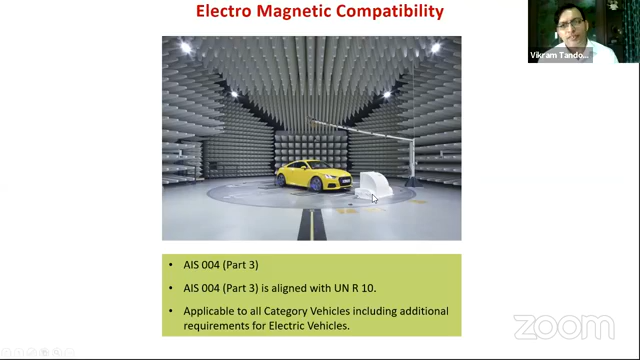 Electro Magnetic Compatibility
Vikram Tando...
• AIS 004 (Part 3)
• AIS 004 (Part 3) is aligned with UN R 10.
• Applicable to all Category Vehicles including additional
requirements for Electric Vehicles.
zoom